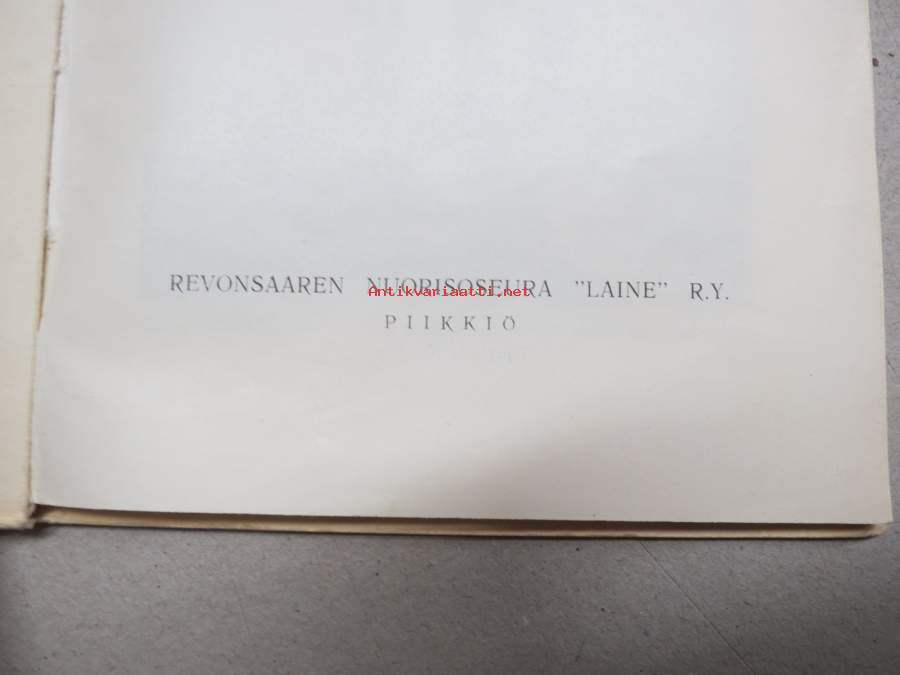 REVONSAAREN NUORISOSEURA "LAINE" R.Y.
Antikvariaatti.net
PIIKKIÖ